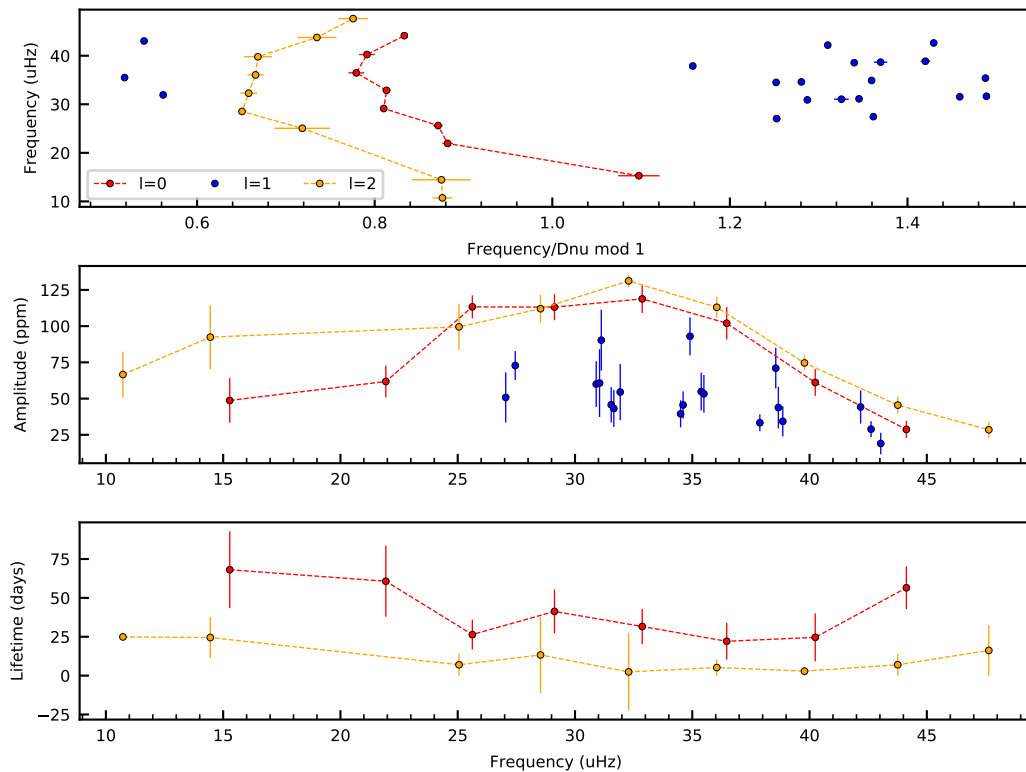 Frequency (uHz)
40
30
20
10
l=0 l=1 l=2
0.6 0.8 1.0 1.2 1.4
Frequency/Dnu mod 1
Amplitude (ppm)
125
100
75
50
25
10 15 20 25 30 35 40 45
Lifetime (days)
75
50
25
0
−25
10 15 20 25 30 35 40 45
Frequency (uHz)